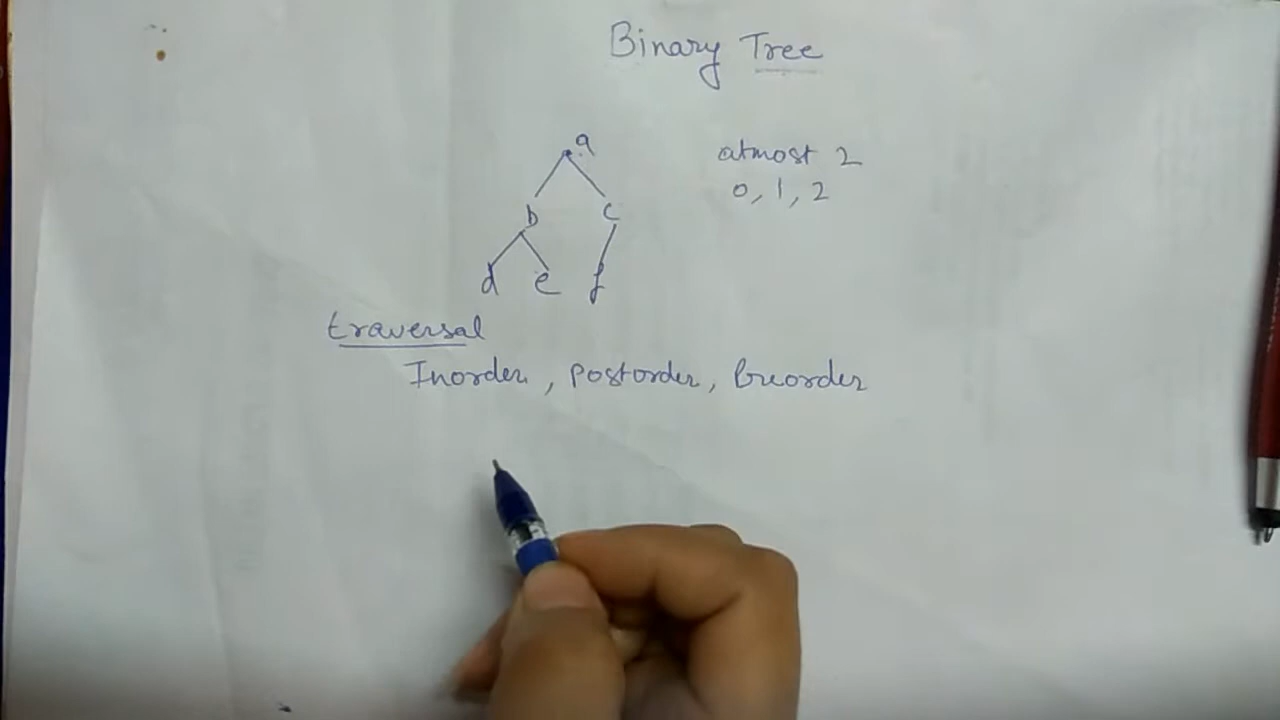 Binary Tree
a
atmost 2
0, 1, 2
b c
d e f
traversal
Inorder, postorder, preorder